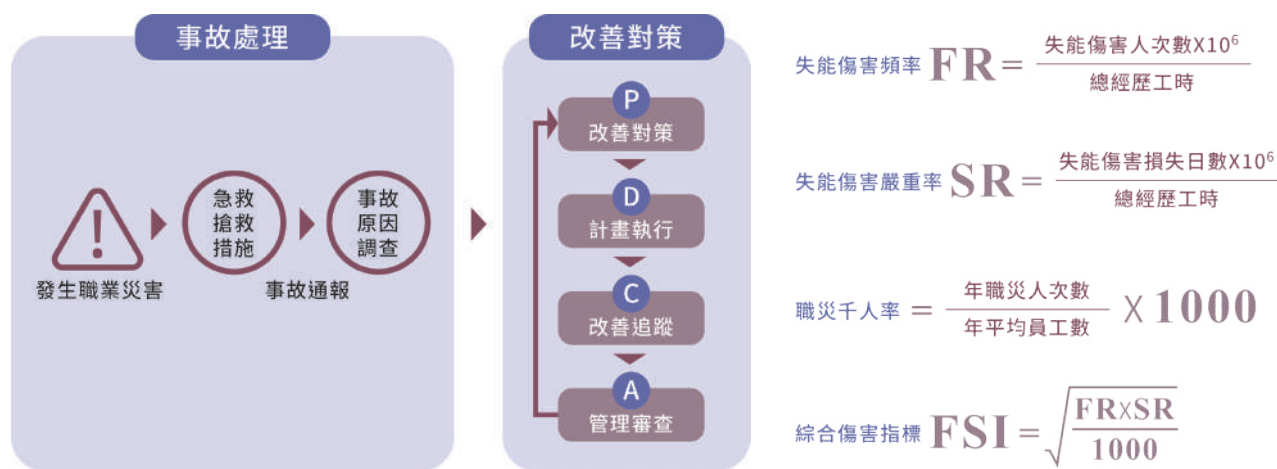 事故處理
發生職業災害
急救
搶救
措施
事故
原因
調查
事故通報
改善對策
P
改善對策
D
計畫執行
C
改善追蹤
A
管理審查
失能傷害頻率 FR = 失能傷害人次數X10⁶
總經歷工時
失能傷害嚴重率 SR = 失能傷害損失日數X10⁶
總經歷工時
職災千人率 = 年職災人次數
年平均員工數
X 1000
綜合傷害指標 FSI = √FRXSR
1000